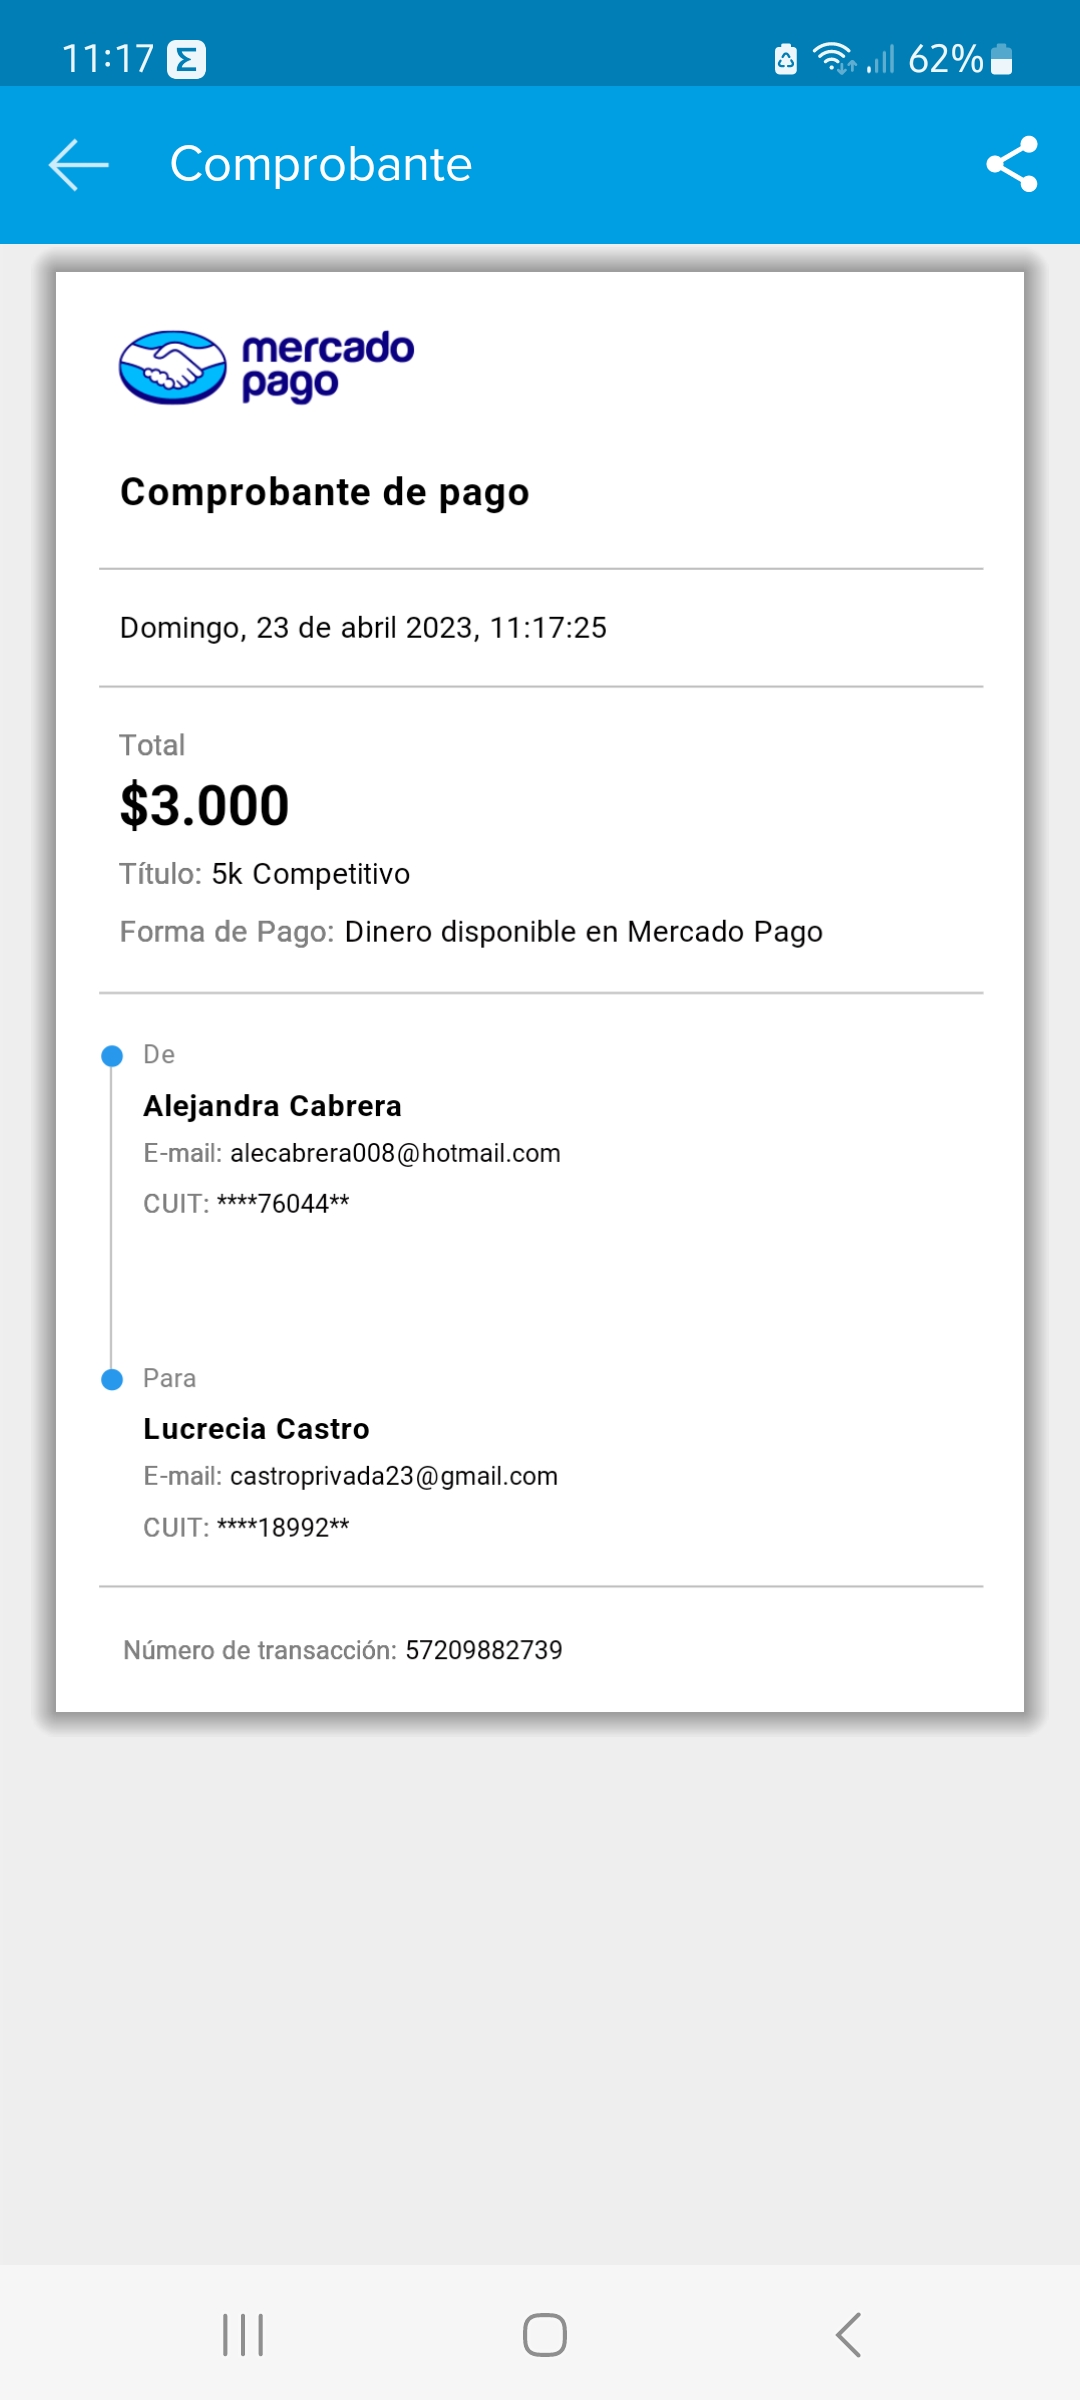 11:17 62%
Comprobante
mercado
pago
Comprobante de pago
Domingo, 23 de abril 2023, 11:17:25
Total
$3.000
Título: 5k Competitivo
Forma de Pago: Dinero disponible en Mercado Pago
De
Alejandra Cabrera
E-mail: alecabrera008@hotmail.com
CUIT: ****76044**
Para
Lucrecia Castro
E-mail: castroprivada23@gmail.com
CUIT: ****18992**
Número de transacción: 57209882739